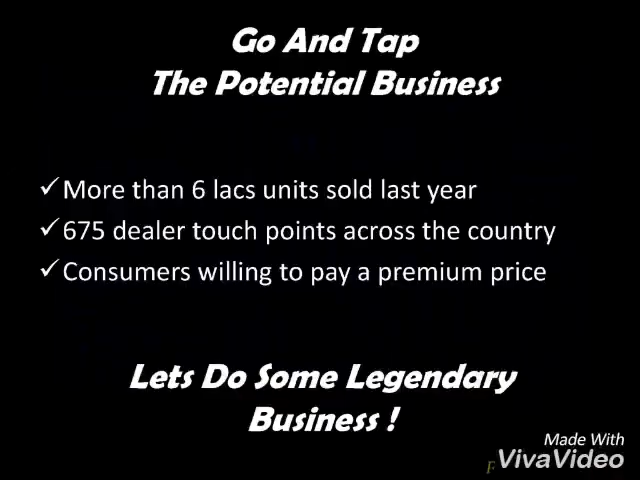 Go And Tap
The Potential Business
✓More than 6 lacs units sold last year
✓675 dealer touch points across the country
✓Consumers willing to pay a premium price
Lets Do Some Legendary
Business !
Made With
VivaVideo